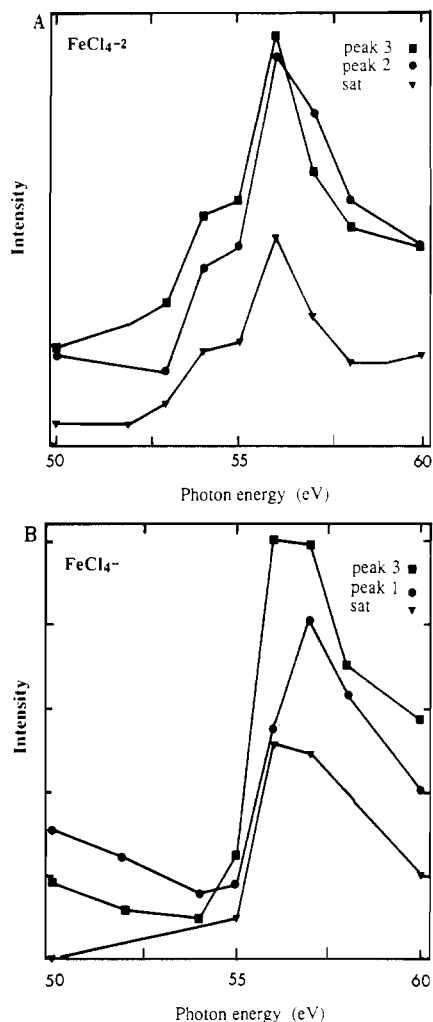 A
FeCl₄⁻²
peak 3 ■
peak 2 ●
sat ▼
Intensity
50 55 60
Photon energy (eV)
B
FeCl₄⁻
peak 3 ■
peak 1 ●
sat ▼
Intensity
50 55 60
Photon energy (eV)